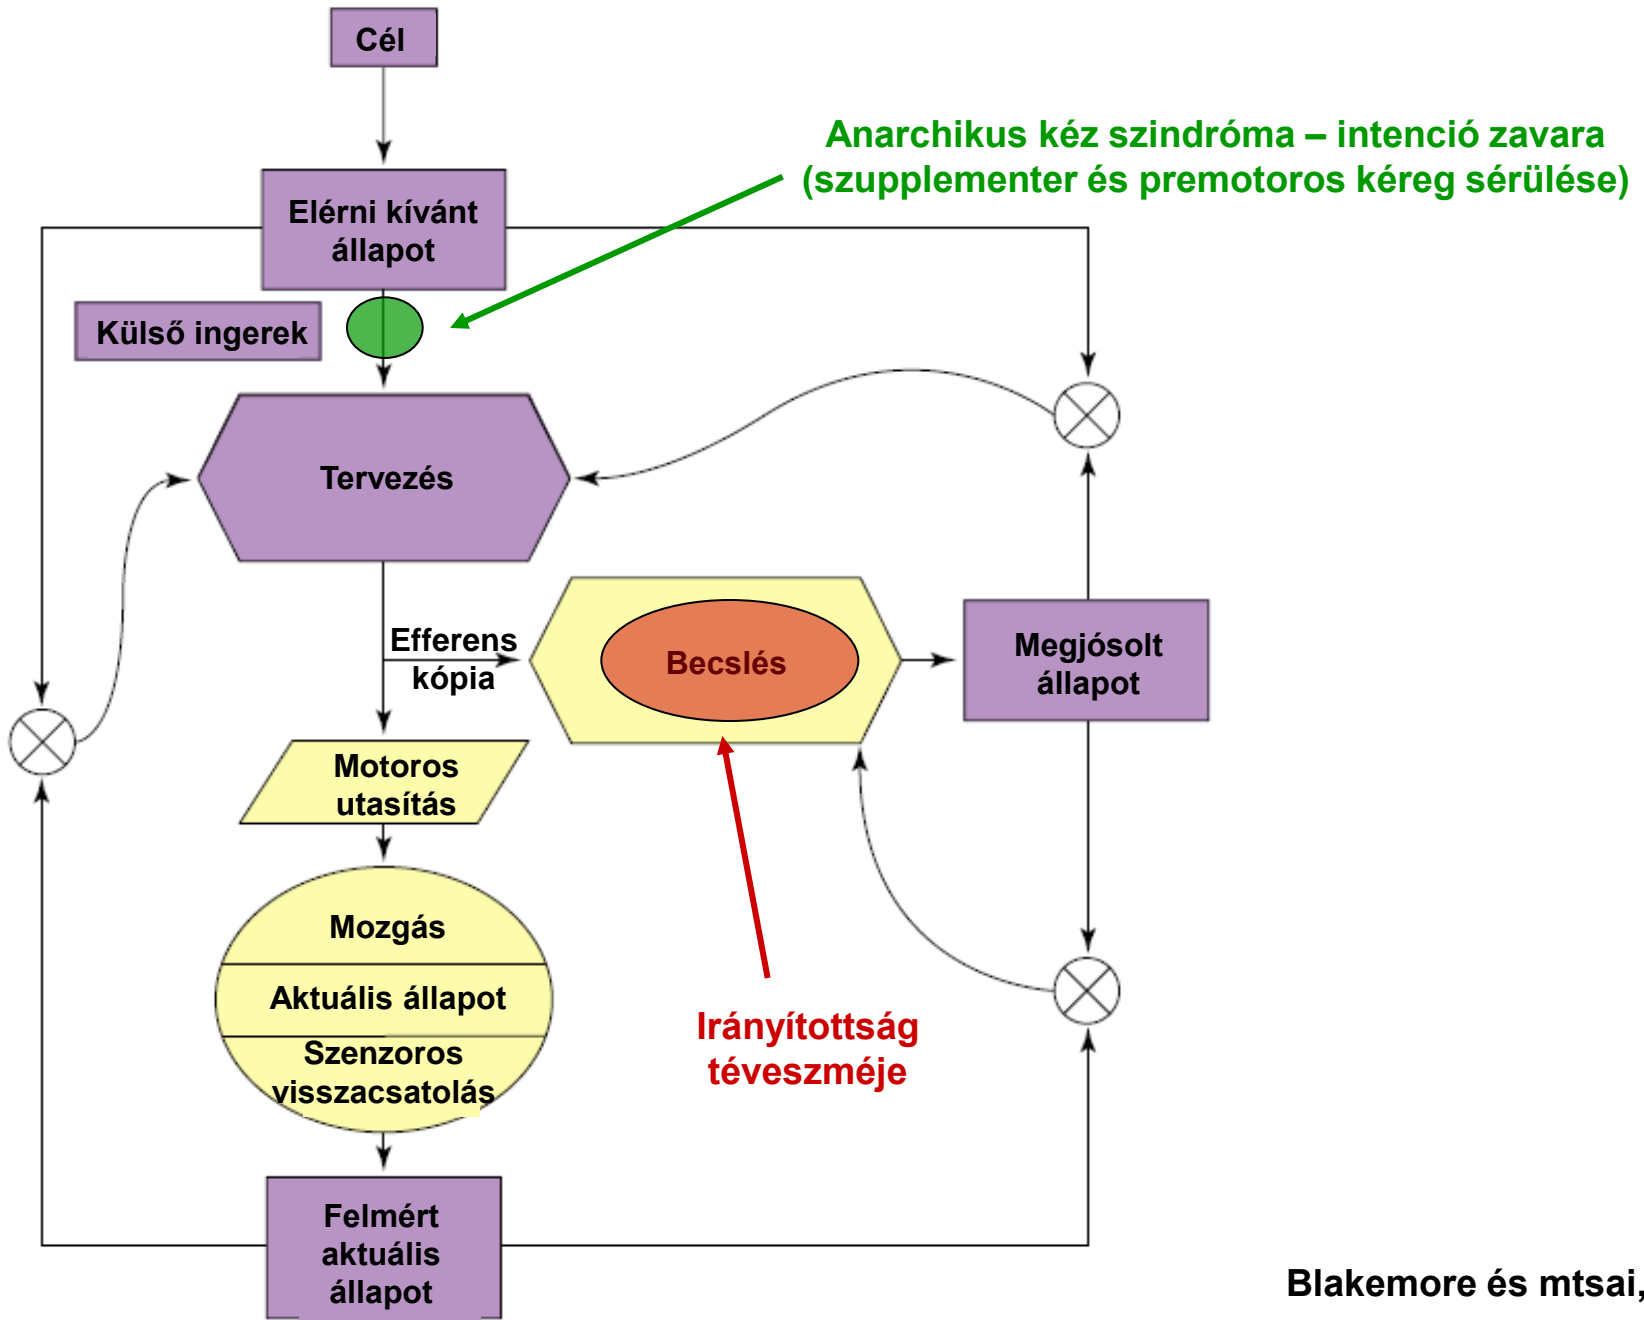 Cél
Anarchikus kéz szindróma – intenció zavara
(szupplementer és premotoros kéreg sérülése)
Elérni kívánt
állapot
Külső ingerek
Tervezés
Efferens
kópia
Becslés
Megjósolt
állapot
Motoros
utasítás
Mozgás
Aktuális állapot
Szenzoros
visszacsatolás
Irányítottság
téveszméje
Felmért
aktuális
állapot
Blakemore és mtsai,